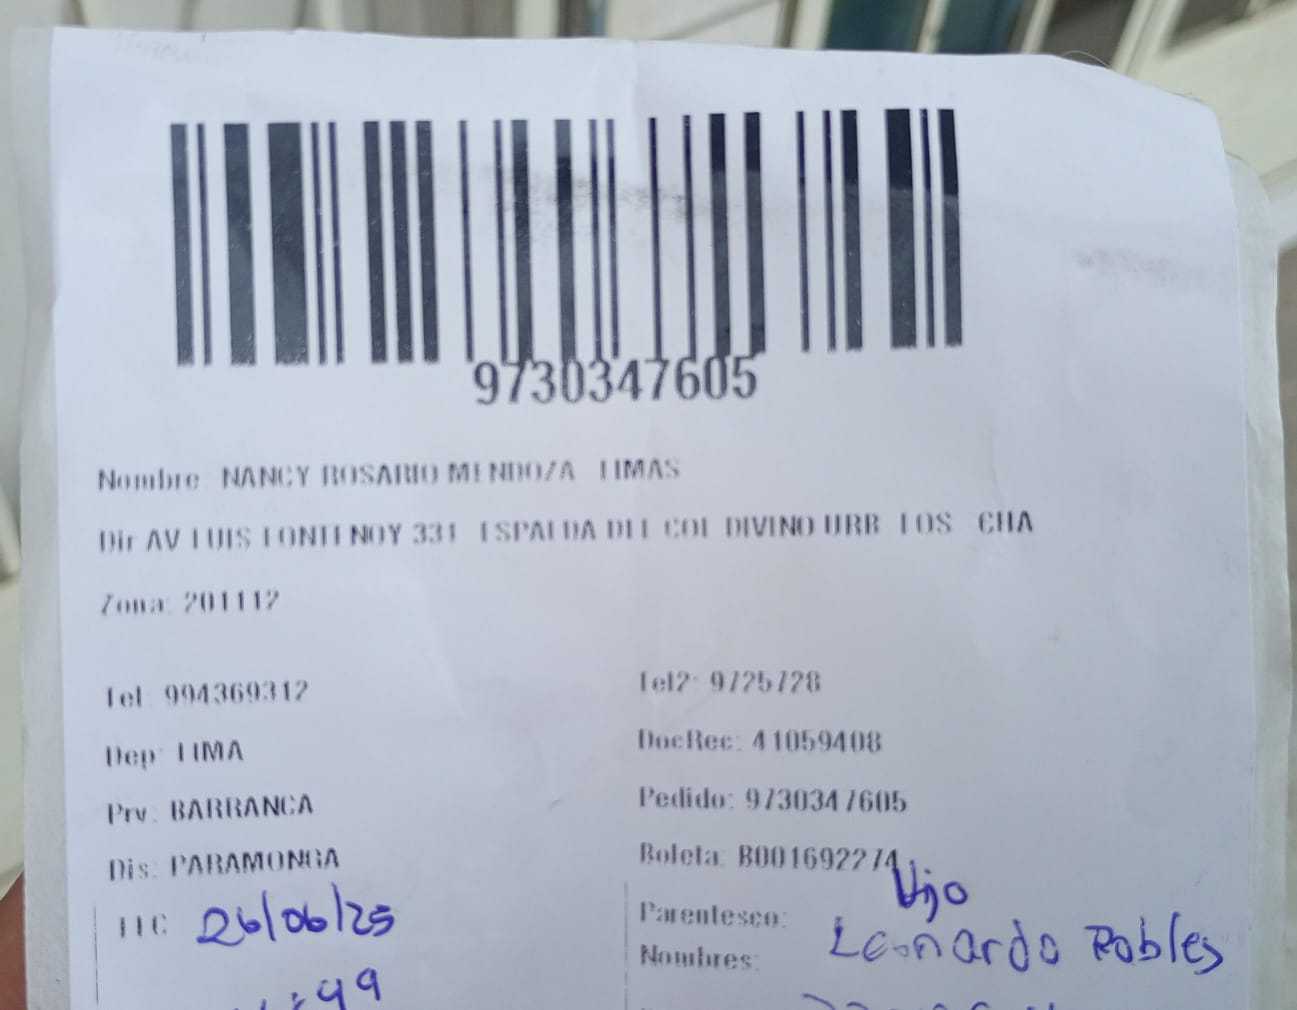 9730347605
Nombre: NANCY ROSARIO MENDOZA LIMAS
Dir AV LUIS FONTENOY 331 ESPALDA DEL COL DIVINO URB LOS CHA
Zona: 201112
Tel: 994369312 Tel2: 9725728
Dep: LIMA DocRec: 41059408
Prv: BARRANCA Pedido: 9730347605
Dis: PARAMONGA Boleta: B001692274
26/06/25 Parentesco: Hijo
Nombres: Leonardo Robles